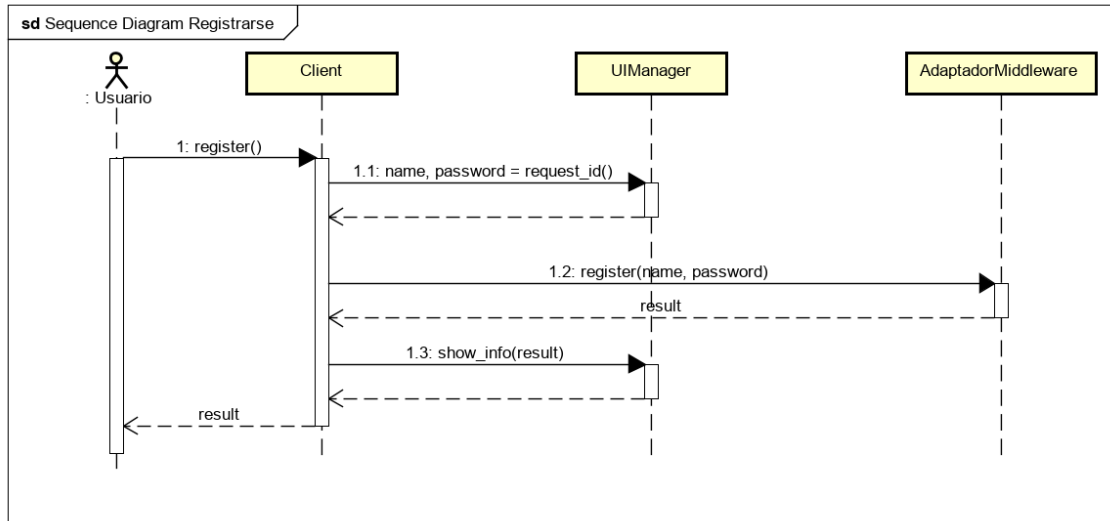 sd Sequence Diagram Registrarse
: Usuario
Client
UIManager
AdaptadorMiddleware
1: register()
1.1: name, password = request_id()
1.2: register(name, password)
result
1.3: show_info(result)
result